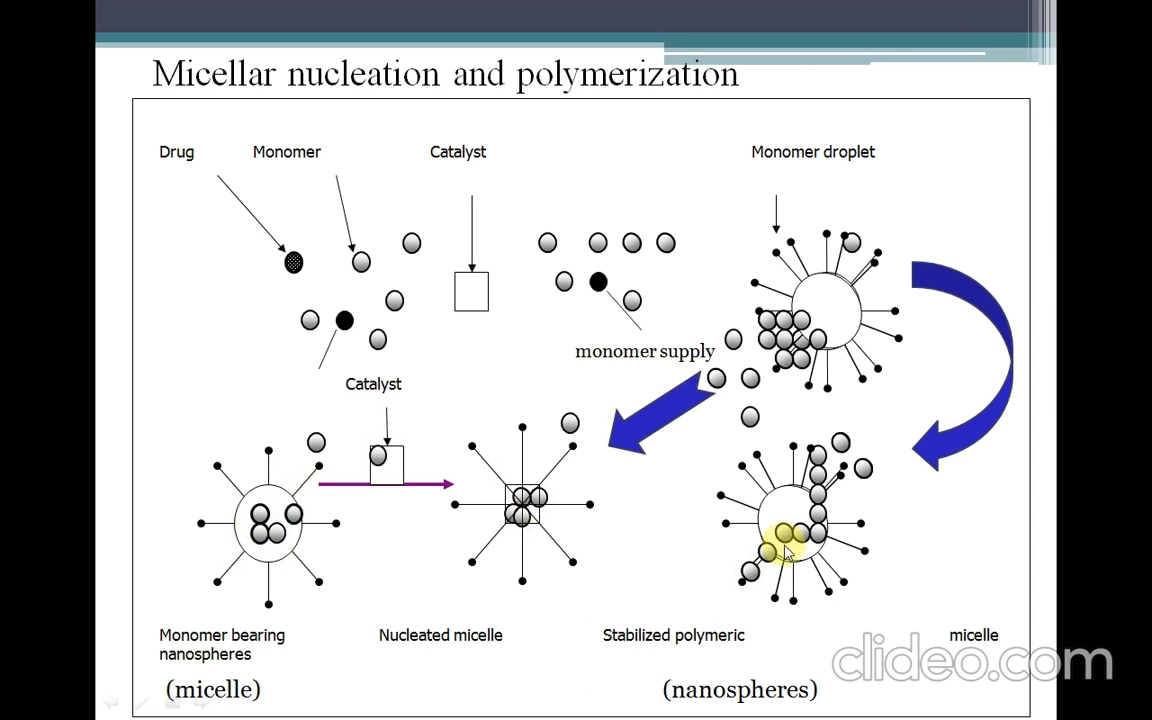 Micellar nucleation and polymerization
Drug
Monomer
Catalyst
Monomer droplet
monomer supply
Catalyst
Monomer bearing
nanospheres
Nucleated micelle
Stabilized polymeric
micelle
(micelle)
(nanospheres)
clideo.com